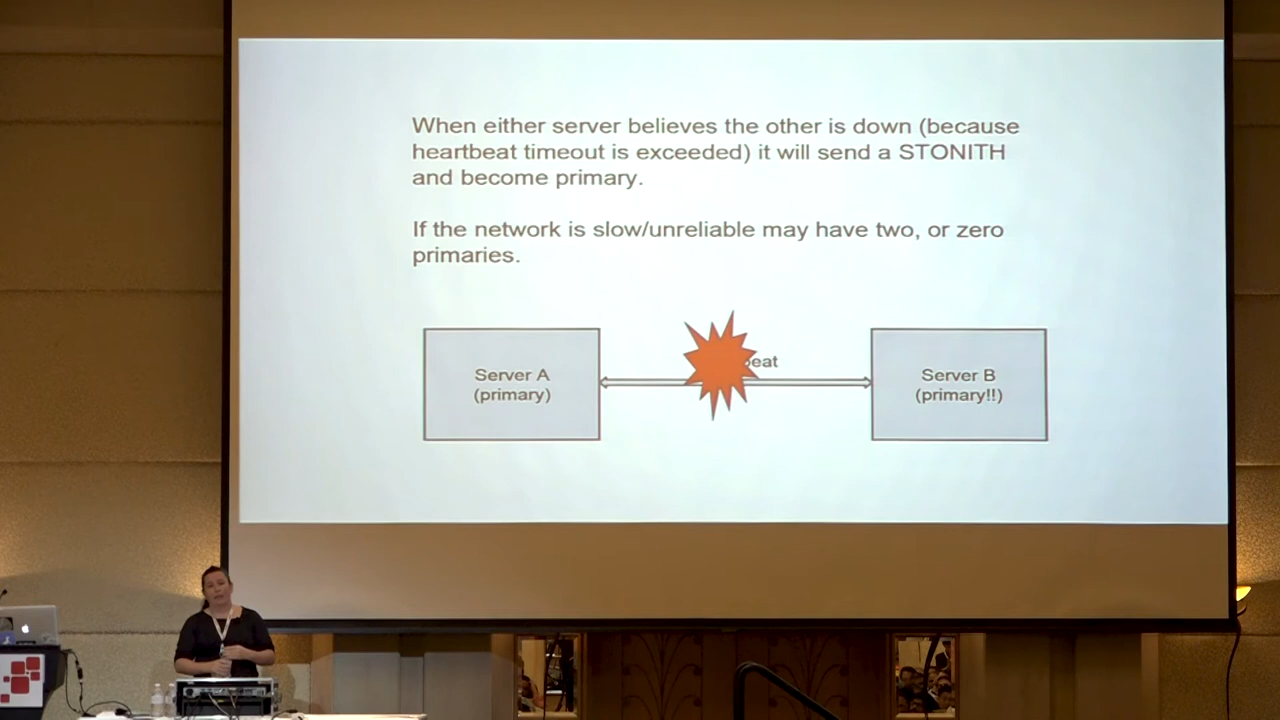 When either server believes the other is down (because
heartbeat timeout is exceeded) it will send a STONITH
and become primary.
If the network is slow/unreliable may have two, or zero
primaries.
eat
Server A
(primary)
Server B
(primary!!)